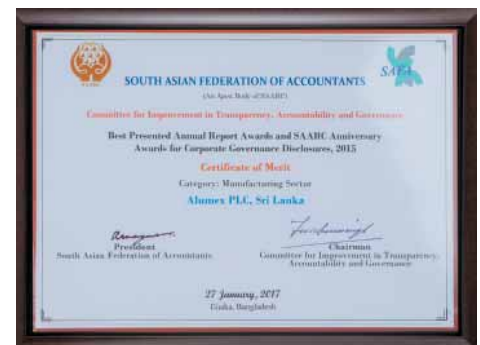 SAFA
SOUTH ASIAN FEDERATION OF ACCOUNTANTS
(An Apex Body of SAARC)
Committee for Improvement in Transparency, Accountability and Governance
Best Presented Annual Report Awards and SAARC Anniversary
Awards for Corporate Governance Disclosures, 2015
Certificate of Merit
Category: Manufacturing Sector
Alumex PLC, Sri Lanka
President
South Asian Federation of Accountants
Chairman
Committee for Improvement in Transparency,
Accountability and Governance
27 January, 2017
Dhaka, Bangladesh